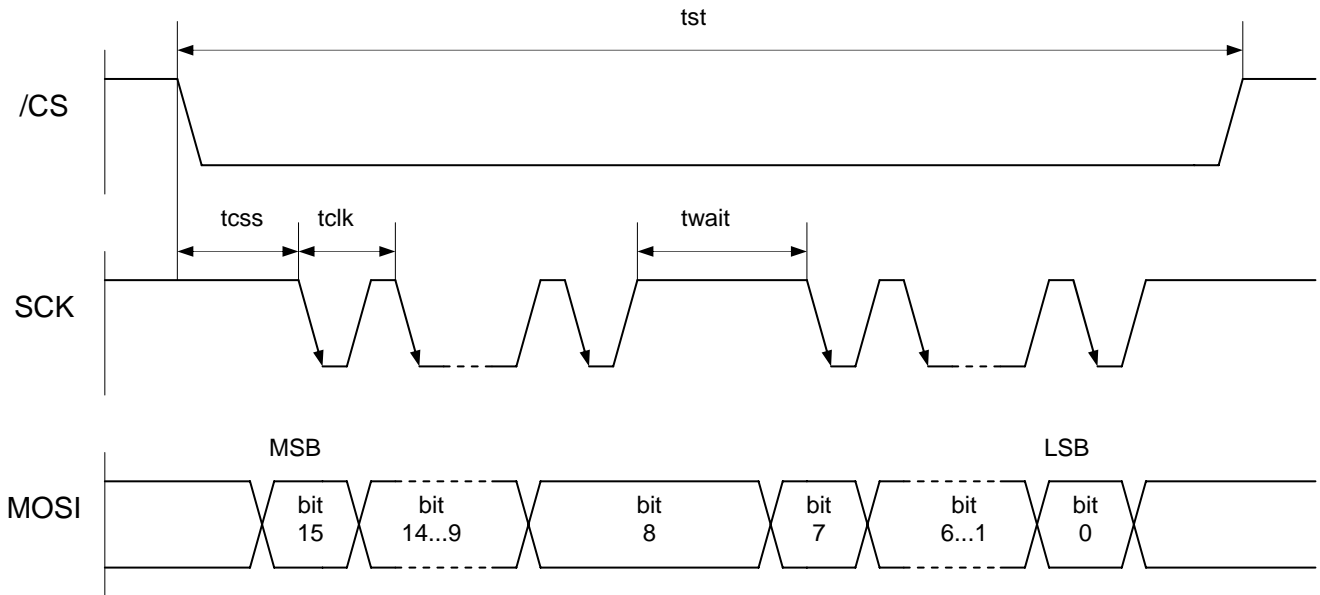 tst
/CS
tcss
tclk
twait
SCK
MSB
LSB
MOSI
bit
15
bit
14...9
bit
8
bit
7
bit
6...1
bit
0